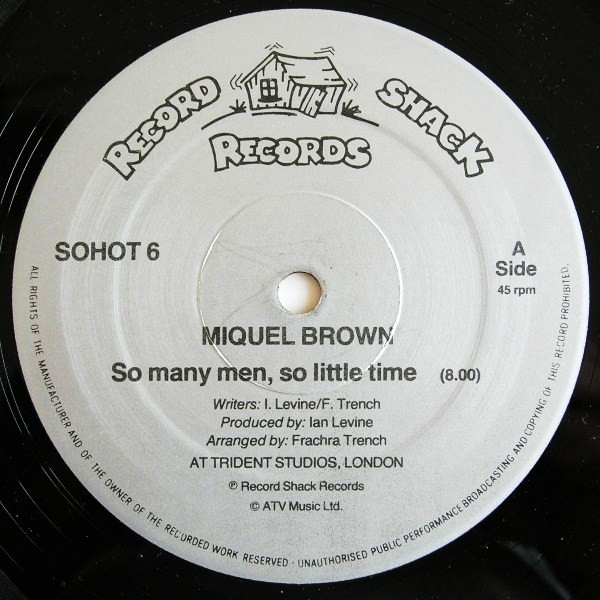 RECORD SHACK
RECORDS
SOHOT 6
A
Side
45 rpm
MIQUEL BROWN
So many men, so little time (8.00)
Writers: I. Levine/F. Trench
Produced by: Ian Levine
Arranged by: Frachra Trench
AT TRIDENT STUDIOS, LONDON
℗ Record Shack Records
© ATV Music Ltd.
ALL RIGHTS OF THE MANUFACTURER AND OF THE OWNER OF THE RECORDED WORK RESERVED · UNAUTHORISED PUBLIC PERFORMANCE BROADCASTING AND COPYING OF THIS RECORD PROHIBITED.